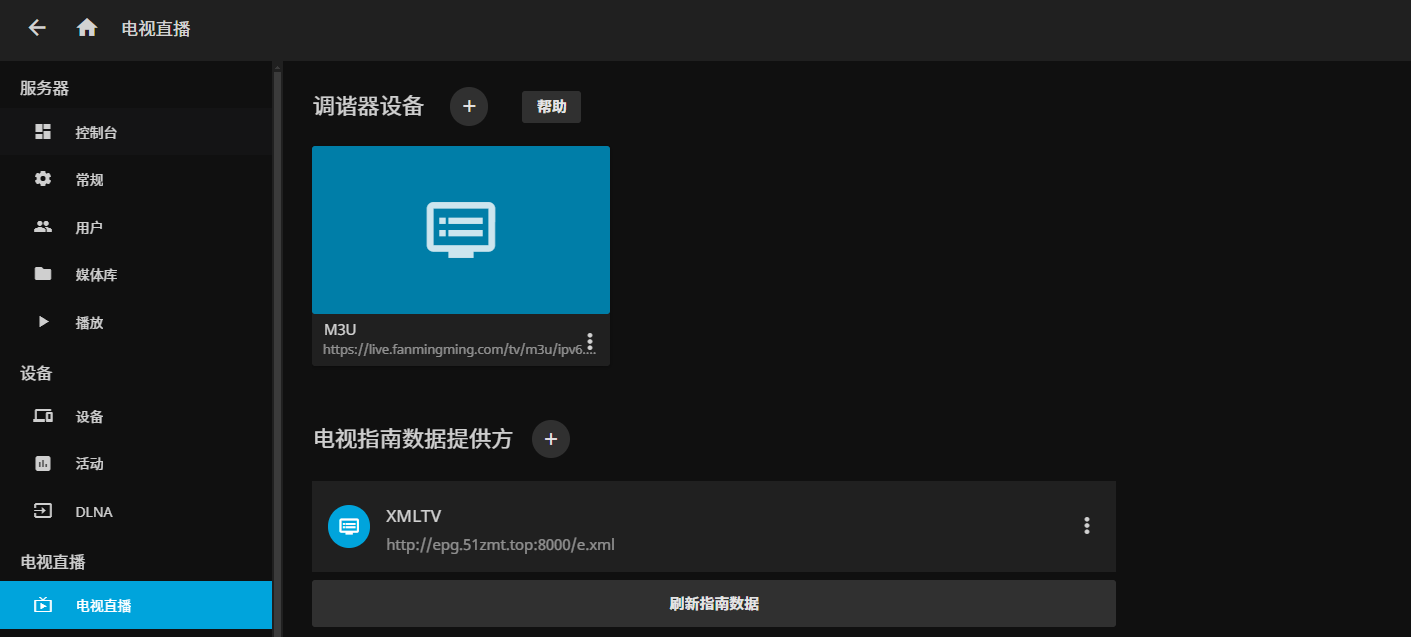 电视直播
服务器
控制台
常规
用户
媒体库
播放
设备
设备
活动
DLNA
电视直播
电视直播
调谐器设备 + 帮助
M3U
https://live.fanmingming.com/tv/m3u/ipv6....
电视指南数据提供方 +
XMLTV
http://epg.51zmt.top:8000/e.xml
刷新指南数据